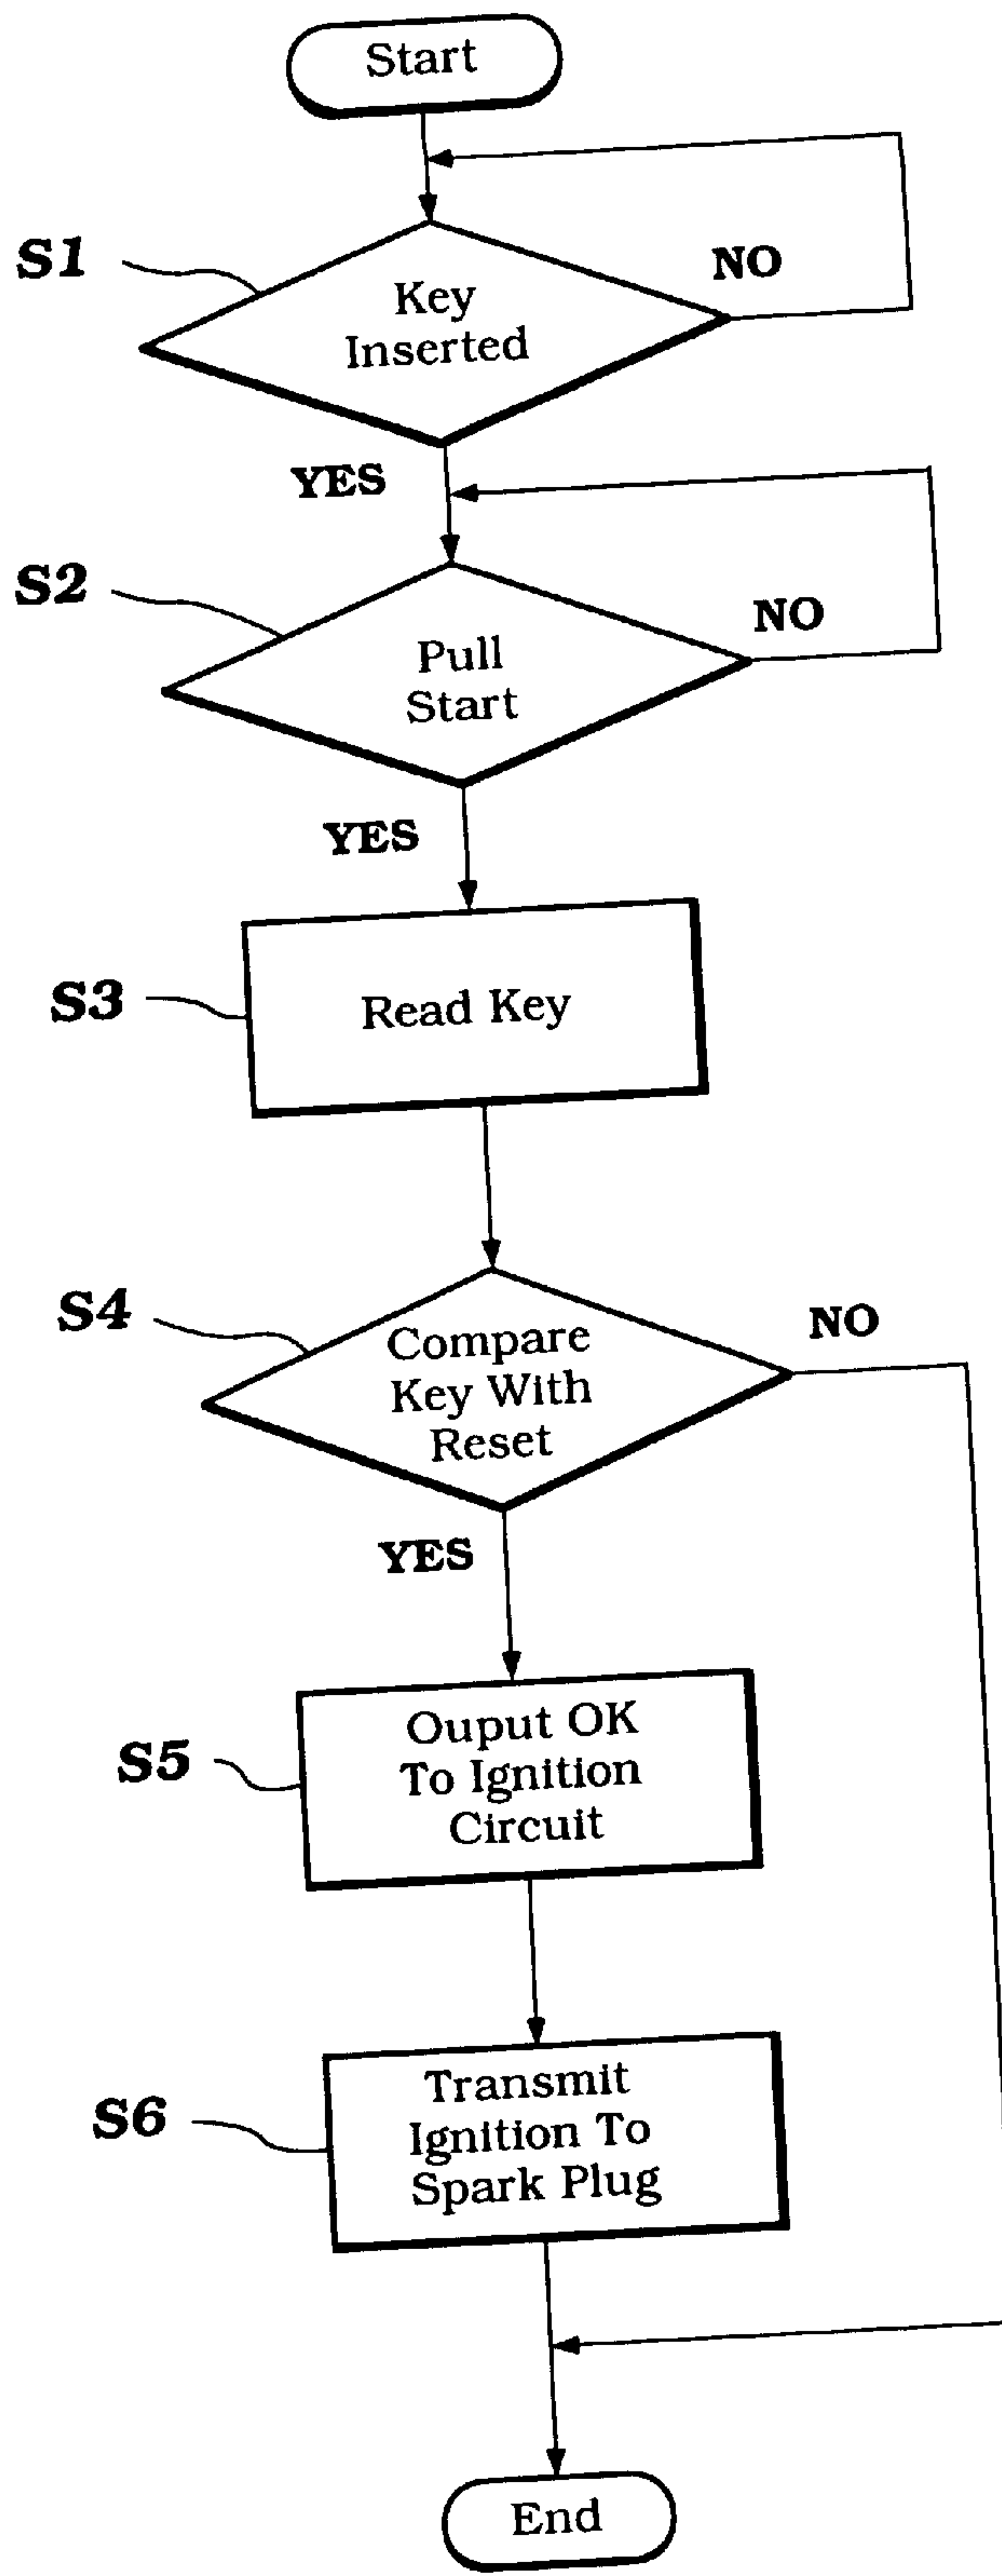 Start
S1
Key
Inserted
NO
YES
S2
Pull
Start
NO
YES
S3
Read Key
S4
Compare
Key With
Reset
NO
YES
S5
Ouput OK
To Ignition
Circuit
S6
Transmit
Ignition To
Spark Plug
End